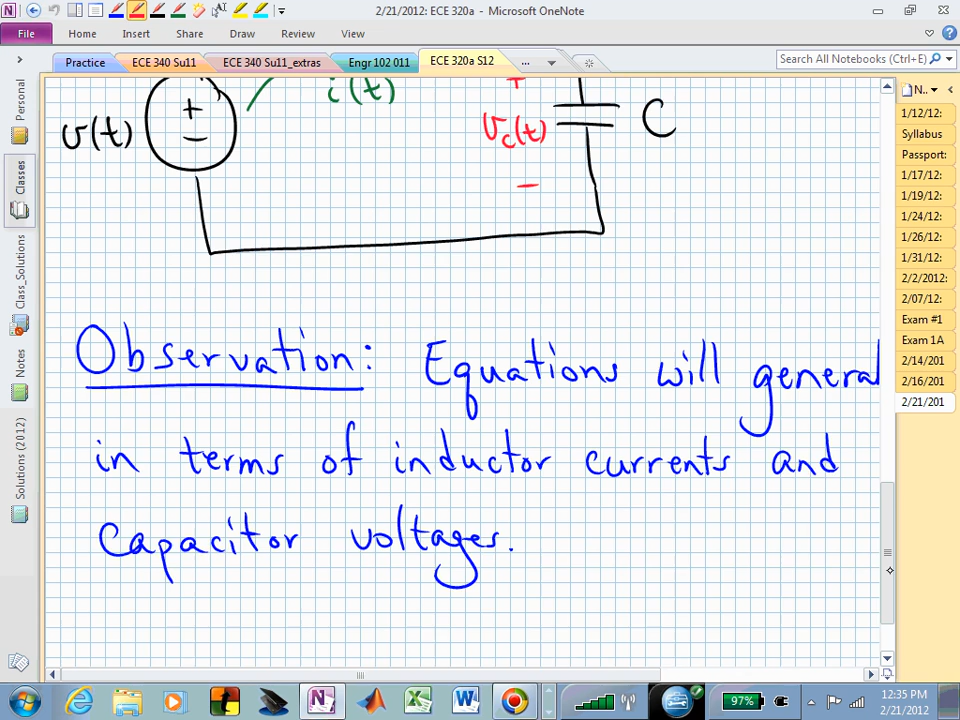 2/21/2012: ECE 320a - Microsoft OneNote
File Home Insert Share Draw Review View
Practice ECE 340 Su11 ECE 340 Su11_extras Engr 102 011 ECE 320a S12 ... Search All Notebooks (Ctrl+E)
Personal
Classes
Class_Solutions
Notes
Solutions (2012)
N..
1/12/12:
Syllabus
Passport:
1/17/12:
1/19/12:
1/24/12:
1/26/12:
1/31/12:
2/2/2012:
2/07/12:
Exam #1
Exam 1A
2/14/201
2/16/201
2/21/201
i(t) +
v(t) + - Vc(t) C
-
Observation: Equations will general
in terms of inductor currents and
capacitor voltages.
97% 12:35 PM
2/21/2012